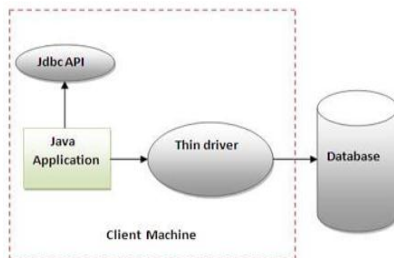 Jdbc API
Java
Application
Thin driver
Database
Client Machine